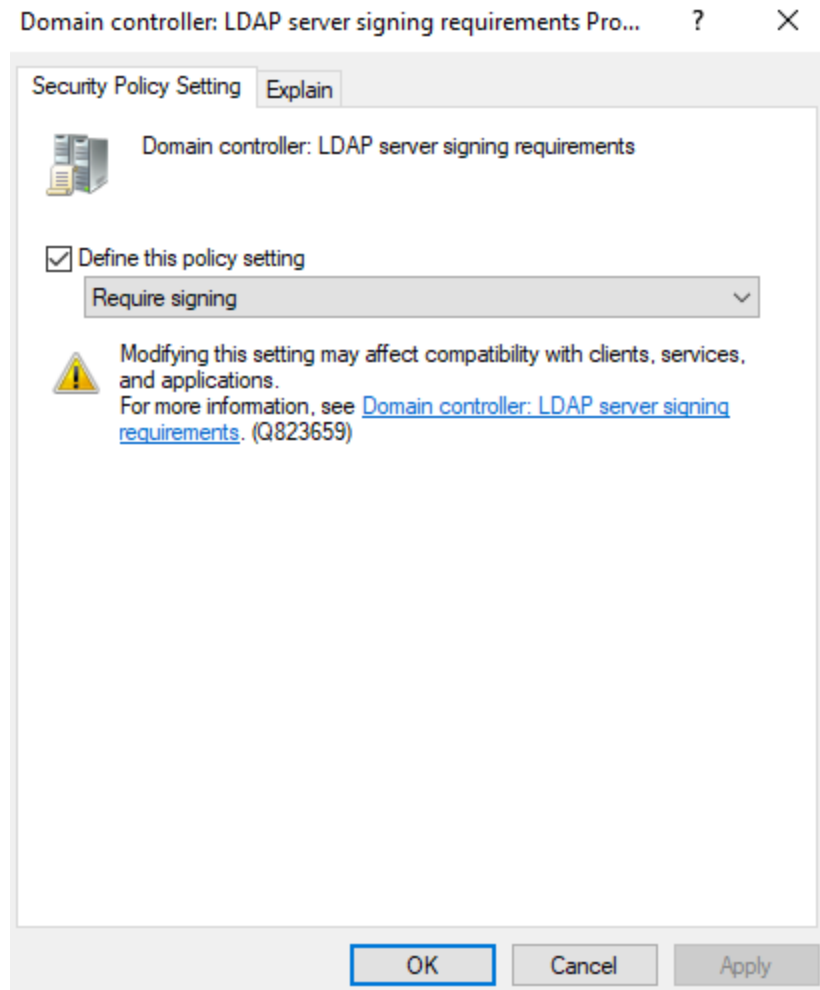 Domain controller: LDAP server signing requirements Pro...
?
Security Policy Setting
Explain
Domain controller: LDAP server signing requirements
Define this policy setting
Require signing
Modifying this setting may affect compatibility with clients, services,
and applications.
For more information, see Domain controller: LDAP server signing
requirements. (Q823659)
OK
Cancel
Apply